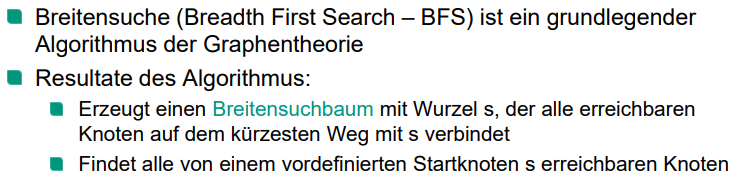 Breitensuche (Breadth First Search – BFS) ist ein grundlegender
Algorithmus der Graphentheorie
Resultate des Algorithmus:
Erzeugt einen Breitensuchbaum mit Wurzel s, der alle erreichbaren
Knoten auf dem kürzesten Weg mit s verbindet
Findet alle von einem vordefinierten Startknoten s erreichbaren Knoten